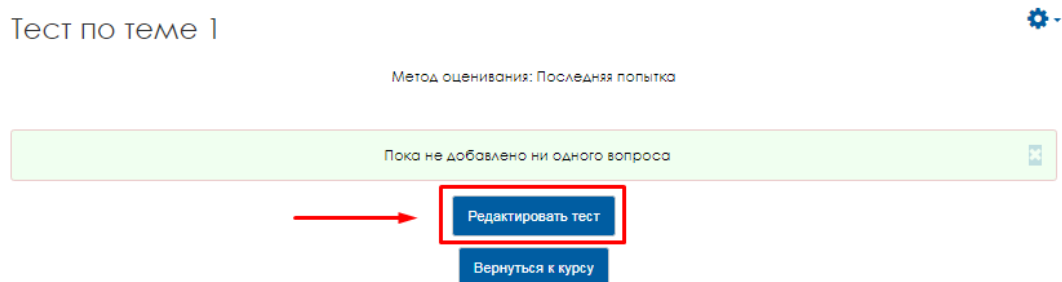 Тест по теме 1
Метод оценивания: Последняя попытка
Пока не добавлено ни одного вопроса
Редактировать тест
Вернуться к курсу